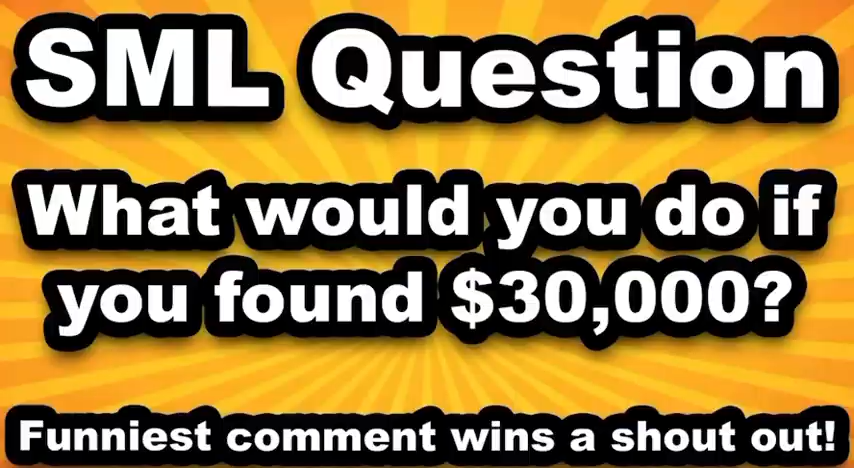 SML Question
What would you do if
you found $30,000?
Funniest comment wins a shout out!